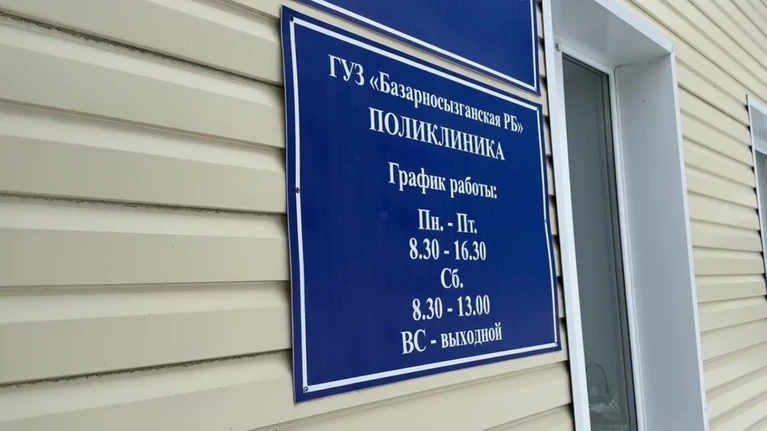 ГУЗ «Базарносызганская РБ»
ПОЛИКЛИНИКА
График работы:
Пн. - Пт.
8.30 - 16.30
Сб.
8.30 - 13.00
ВС - выходной